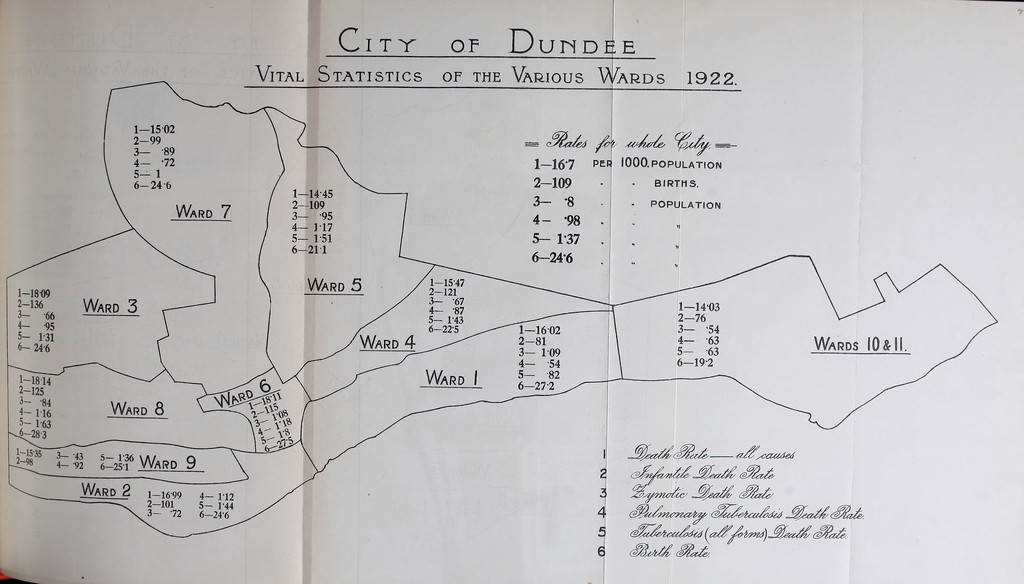 CITY OF DUNDEE
VITAL STATISTICS OF THE VARIOUS WARDS 1922.
Rates for whole City
1—16·7 PER 1000. POPULATION
2—109 " " BIRTHS.
3— ·8 " " POPULATION
4— ·98 " " "
5— 1·37 " " "
6—24·6 " " "
1—15·02
2—99
3— ·89
4— ·72
5— 1
6—24·6
WARD 7
1—14·45
2—109
3— ·95
4— 1·17
5—1·51
6—21·1
WARD 5
1—18·09
2—136
3— ·66
4— ·95
5— 1·31
6— 24·6
WARD 3
1—15·47
2—121
3— ·67
4— ·87
5— 1·43
6—22·5
WARD 4
1—16·02
2—81
3— 1·09
4— ·54
5— ·82
6—27·2
WARD 1
1—14·03
2—76
3— ·54
4— ·63
5— ·63
6—19·2
WARDS 10 & 11.
1—18·14
2—125
3— ·84
4— 1·16
5— 1·63
6—28·3
WARD 8
WARD 6
1—18·11
2—115
3— 1·08
4— 1·18
5—1·8
6—27·5
1—15·35 3— ·43 5— 1·36
2—98 4— ·92 6—25·1
WARD 9
WARD 2
1—16·99 4— 1·12
2—101 5— 1·44
3— ·72 6—24·6
1 Death Rate — all causes
2 Infantile Death Rate
3 Zymotic Death Rate
4 Pulmonary Tuberculosis Death Rate.
5 Tuberculosis (all forms) Death Rate.
6 Birth Rate.